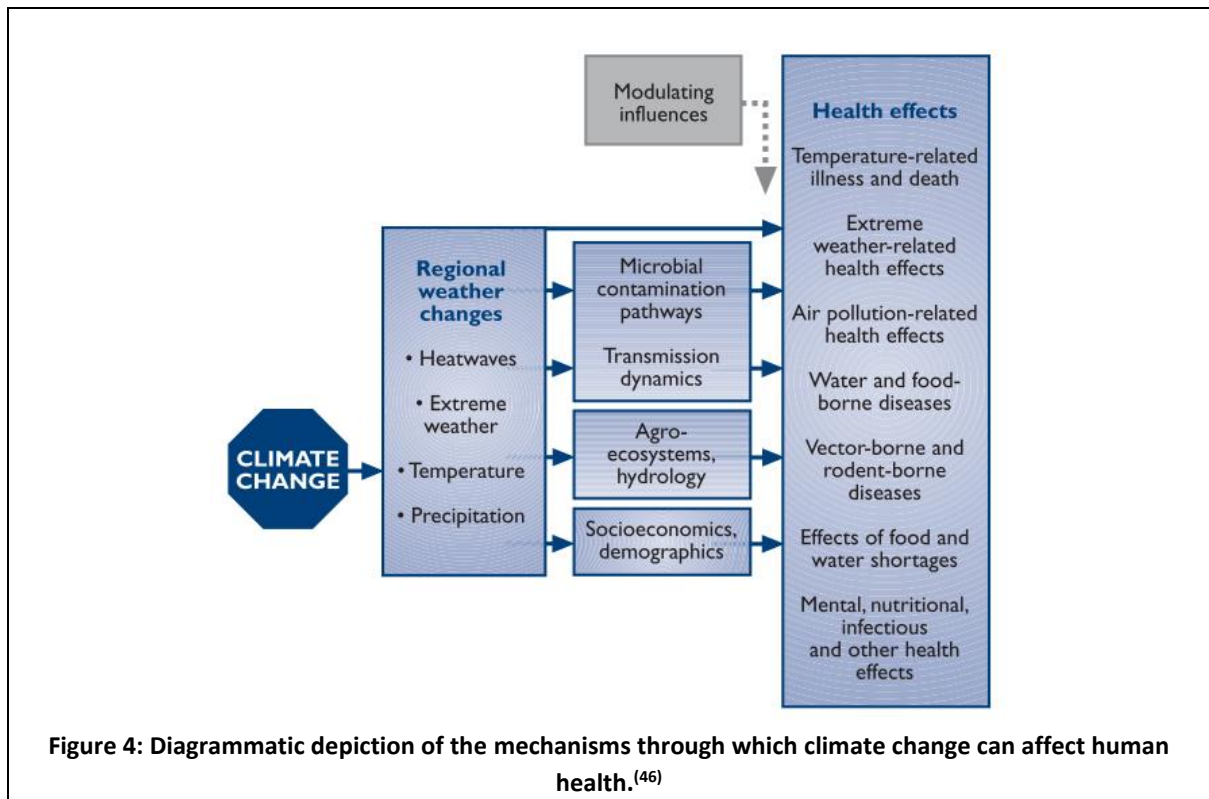 Modulating
influences
Health effects
Temperature-related
illness and death
Extreme
weather-related
health effects
Air pollution-related
health effects
Water and food-
borne diseases
Vector-borne and
rodent-borne
diseases
Effects of food and
water shortages
Mental, nutritional,
infectious
and other health
effects
Regional
weather
changes
• Heatwaves
• Extreme
weather
• Temperature
• Precipitation
Microbial
contamination
pathways
Transmission
dynamics
Agro-
ecosystems,
hydrology
Socioeconomics,
demographics
CLIMATE
CHANGE
Figure 4: Diagrammatic depiction of the mechanisms through which climate change can affect human
health.(46)